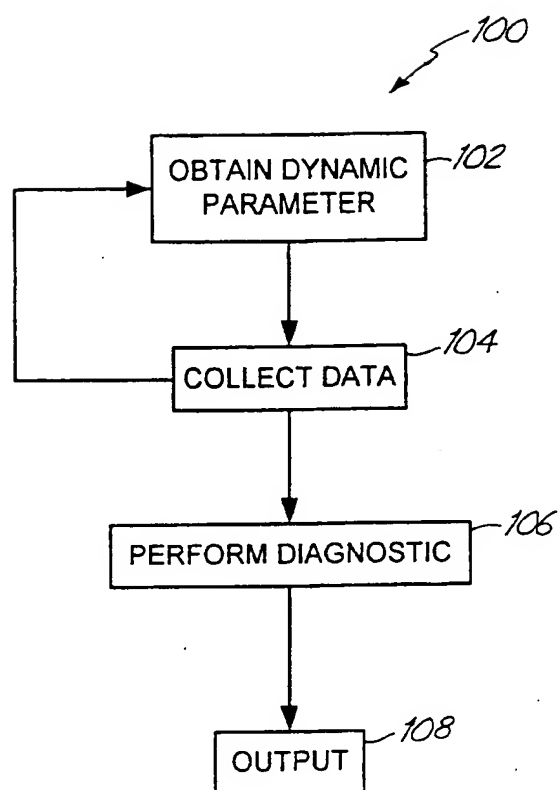 100
OBTAIN DYNAMIC
PARAMETER
102
COLLECT DATA
104
PERFORM DIAGNOSTIC
106
OUTPUT
108